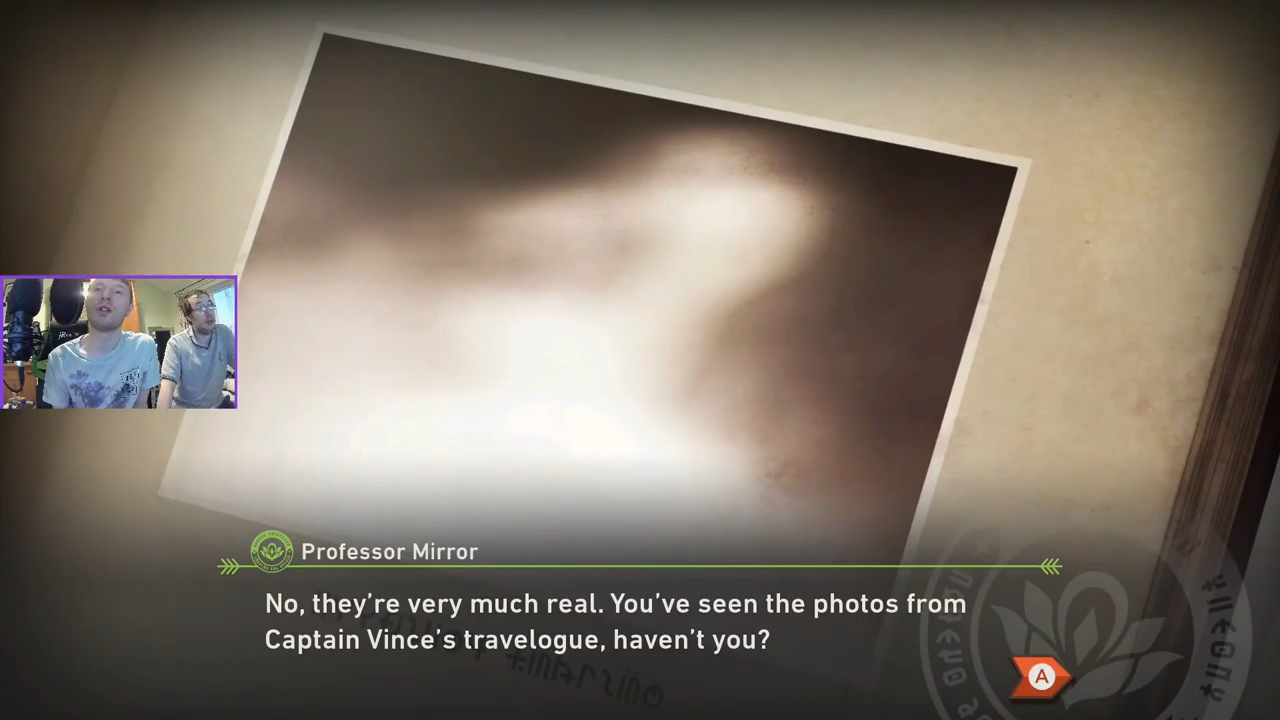 Professor Mirror
No, they're very much real. You've seen the photos from
Captain Vince's travelogue, haven't you?
A